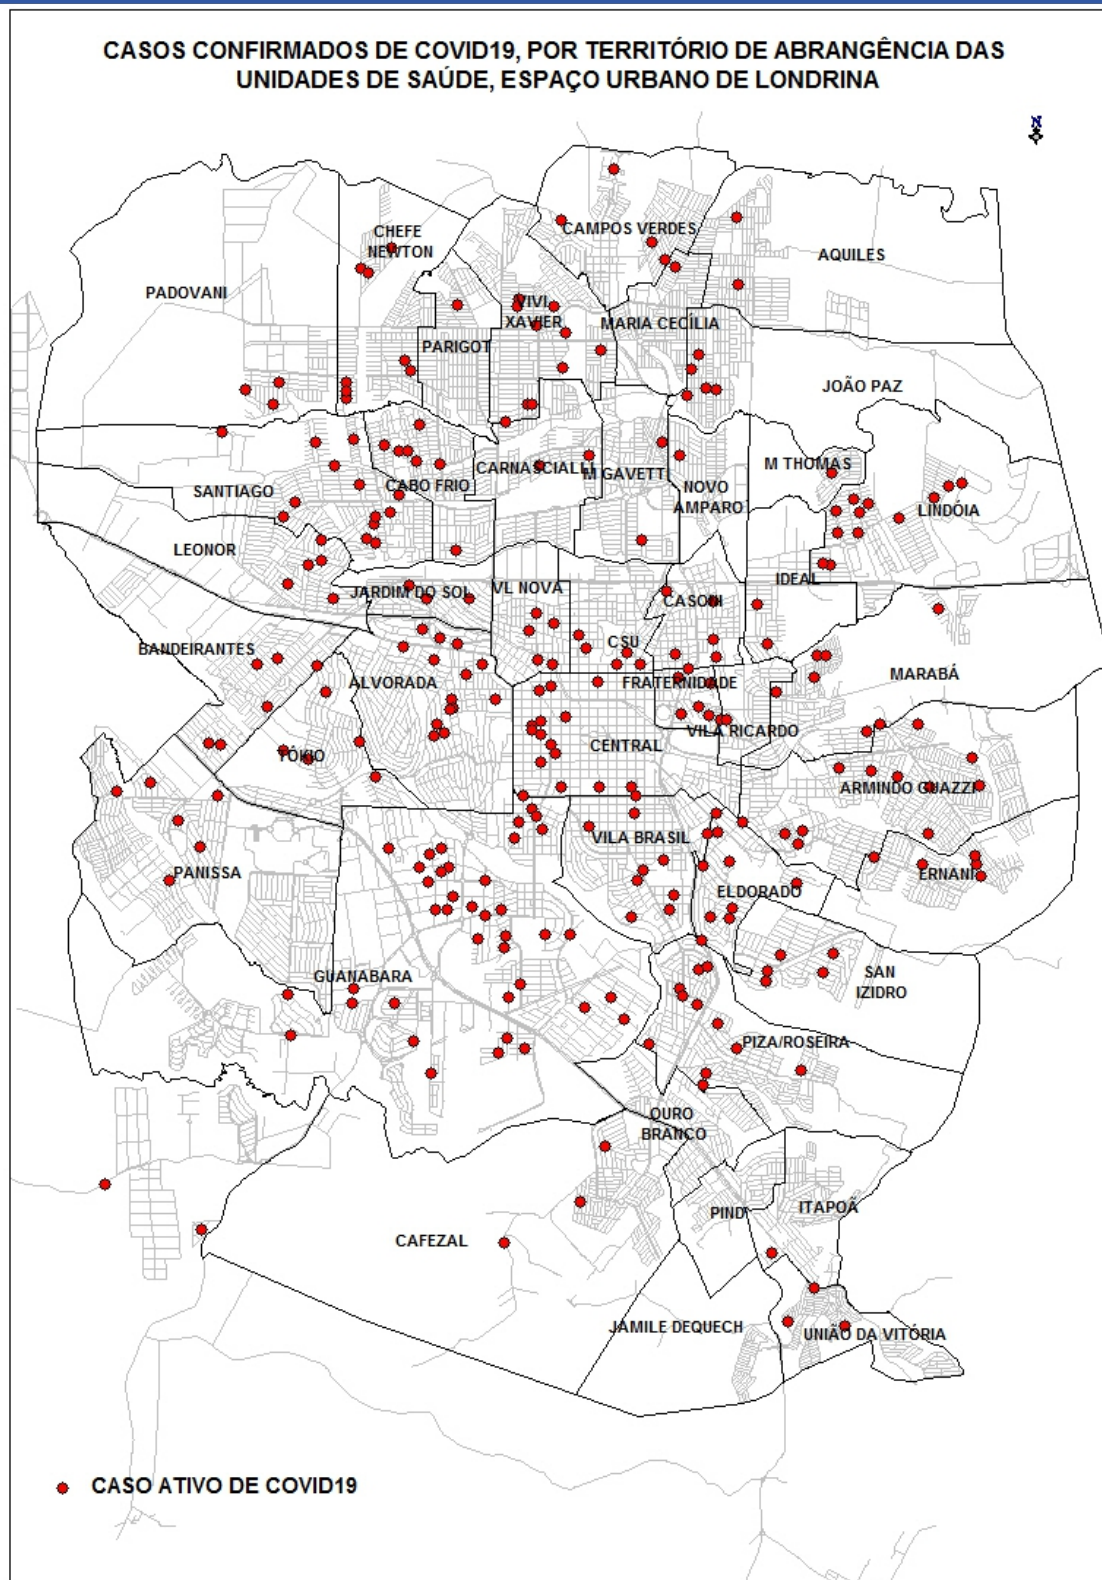 CASOS CONFIRMADOS DE COVID19, POR TERRITÓRIO DE ABRANGÊNCIA DAS
UNIDADES DE SAÚDE, ESPAÇO URBANO DE LONDRINA
N
CAMPOS VERDES
CHEFE
NEWTON
AQUILES
PADOVANI
VIVI
XAVIER
MARIA CECÍLIA
PARIGOT
JOÃO PAZ
M THOMAS
CARNASCIALLI
M GAVETTI
CABO FRIO
SANTIAGO
NOVO
AMPARO
LINDÓIA
LEONOR
IDEAL
JARDIM DO SOL
VL NOVA
CASONI
CSU
BANDEIRANTES
MARABÁ
ALVORADA
FRATERNIDADE
VILA RICARDO
CENTRAL
TÓKIO
ARMINDO GUAZZI
VILA BRASIL
PANISSA
ERNANI
ELDORADO
GUANABARA
SAN
IZIDRO
PIZA/ROSEIRA
OURO
BRANCO
PIND
ITAPOÃ
CAFEZAL
JAMILE DEQUECH
UNIÃO DA VITÓRIA
CASO ATIVO DE COVID19